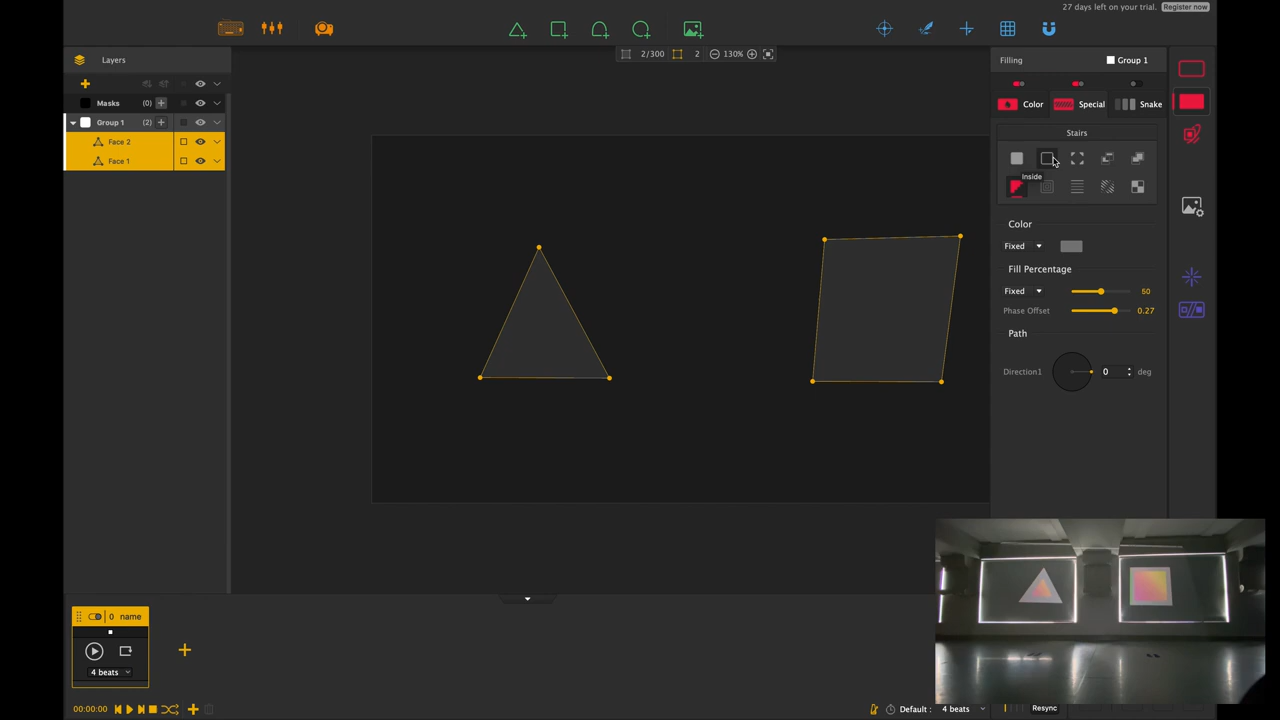 27 days left on your trial. Register now
Layers
2/300 2 130%
Filling Group 1
Masks (0)
Group 1 (2)
Face 2
Face 1
Color Special Snake
Stairs
Inside
Color
Fixed
Fill Percentage
Fixed 50
Phase Offset 0.27
Path
Direction1 0 deg
0 name
4 beats
00:00:00
Default : 4 beats Resync